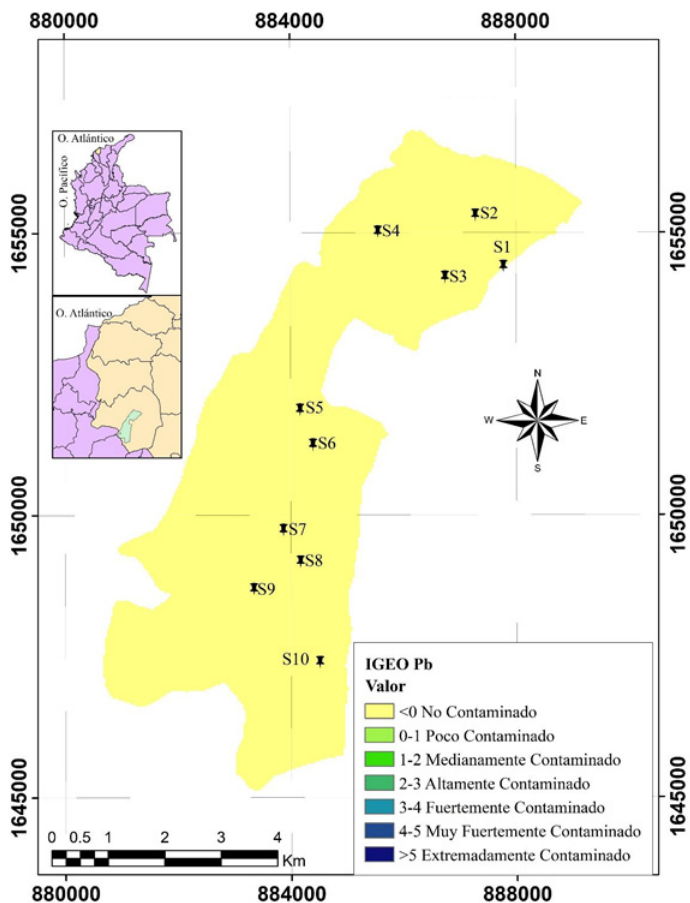 880000
884000
888000
O. Atlántico
O. Pacífico
O. Atlántico
1655000
1655000
S2
S4
S1
S3
N
W
E
S
S5
S6
1650000
1650000
S7
S8
S9
S10
IGEO Pb
Valor
<0 No Contaminado
0-1 Poco Contaminado
1-2 Medianamente Contaminado
2-3 Altamente Contaminado
3-4 Fuertemente Contaminado
4-5 Muy Fuertemente Contaminado
>5 Extremadamente Contaminado
1645000
1645000
0 0.5 1 2 3 4
Km
880000
884000
888000